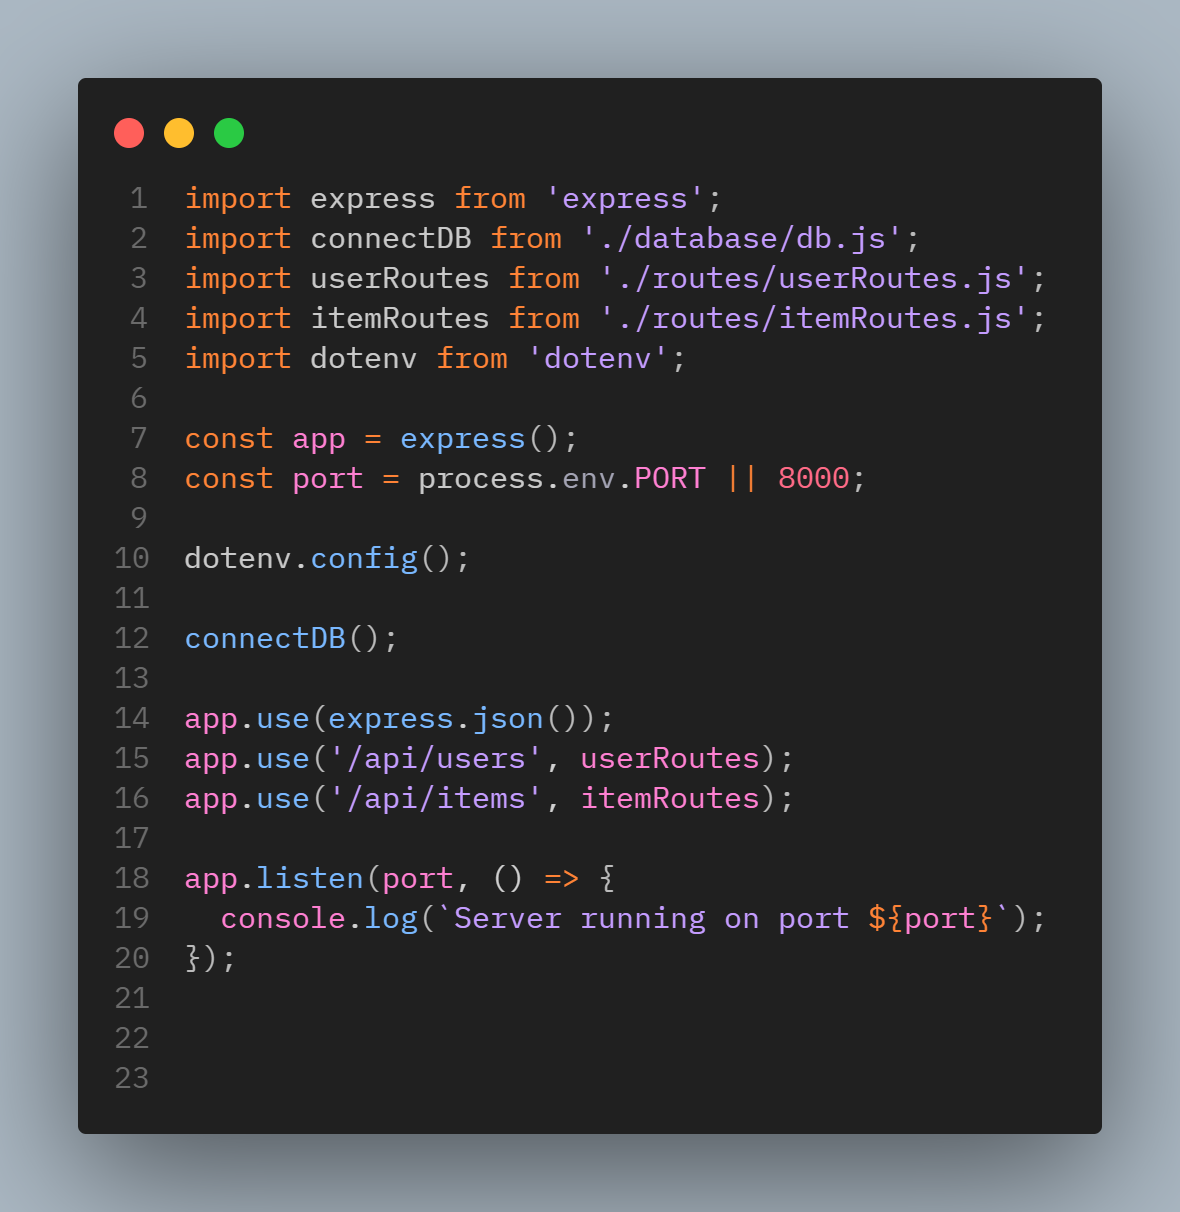 1 import express from 'express';
2 import connectDB from './database/db.js';
3 import userRoutes from './routes/userRoutes.js';
4 import itemRoutes from './routes/itemRoutes.js';
5 import dotenv from 'dotenv';
6
7 const app = express();
8 const port = process.env.PORT || 8000;
9
10 dotenv.config();
11
12 connectDB();
13
14 app.use(express.json());
15 app.use('/api/users', userRoutes);
16 app.use('/api/items', itemRoutes);
17
18 app.listen(port, () => {
19   console.log(`Server running on port ${port}`);
20 });
21
22
23